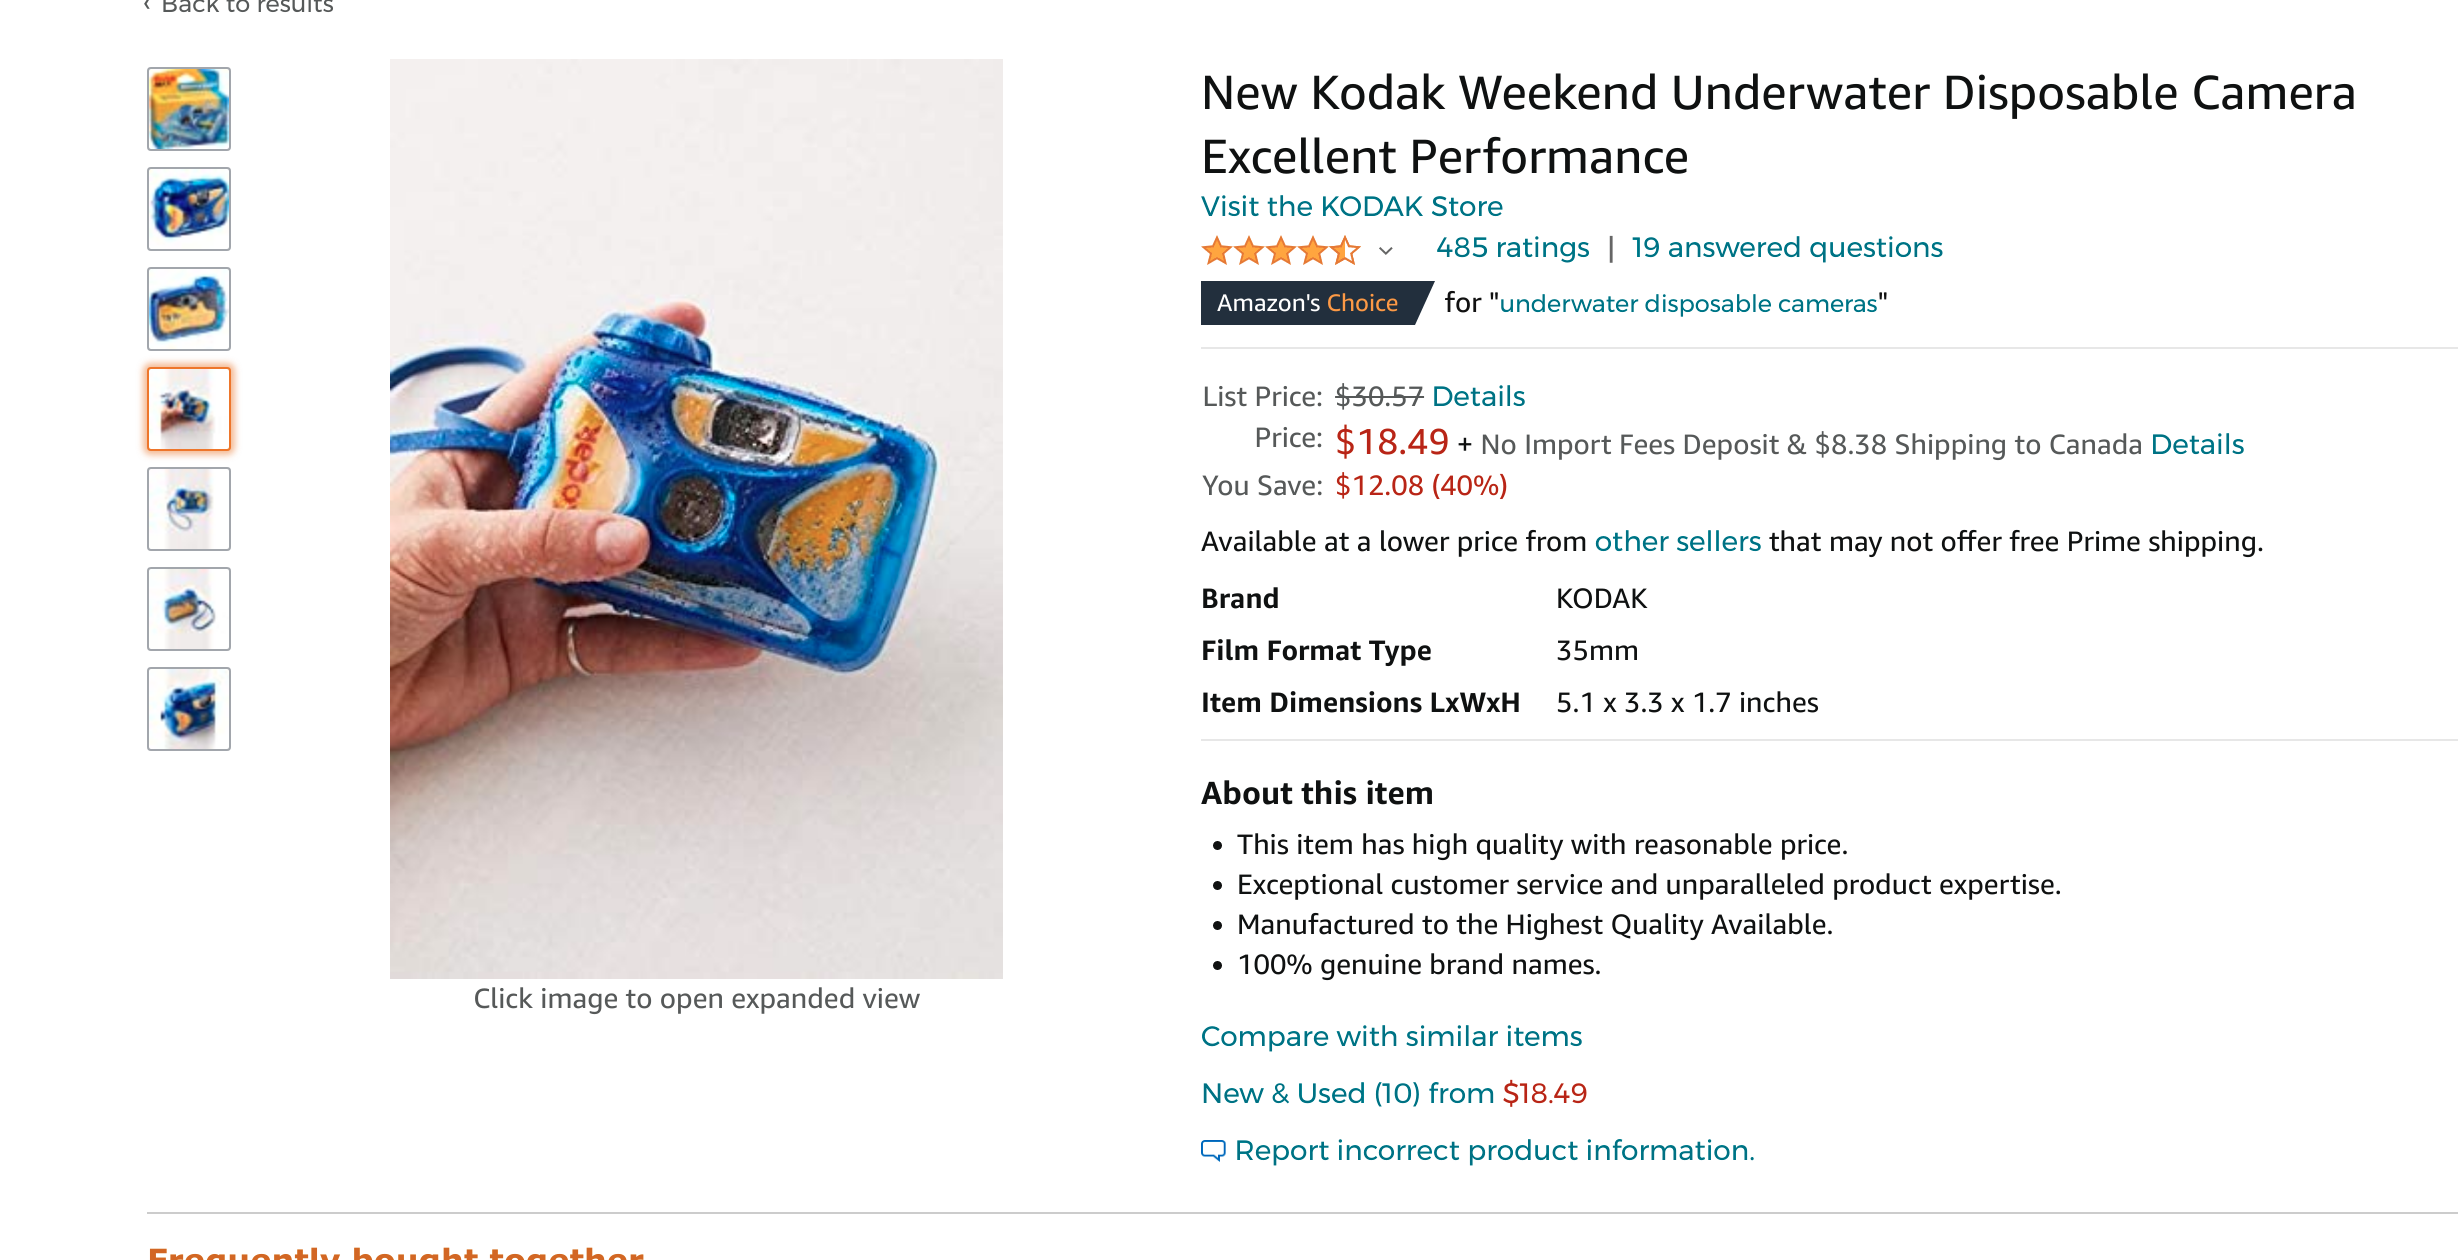 ‹ Back to results
New Kodak Weekend Underwater Disposable Camera
Excellent Performance
Visit the KODAK Store
485 ratings | 19 answered questions
Amazon's Choice for "underwater disposable cameras"
List Price: $30.57 Details
Price: $18.49 + No Import Fees Deposit & $8.38 Shipping to Canada Details
You Save: $12.08 (40%)
Available at a lower price from other sellers that may not offer free Prime shipping.
Brand KODAK
Film Format Type 35mm
Item Dimensions LxWxH 5.1 x 3.3 x 1.7 inches
About this item
• This item has high quality with reasonable price.
• Exceptional customer service and unparalleled product expertise.
• Manufactured to the Highest Quality Available.
• 100% genuine brand names.
Kodak
Click image to open expanded view
Compare with similar items
New & Used (10) from $18.49
Report incorrect product information.
Frequently bought together